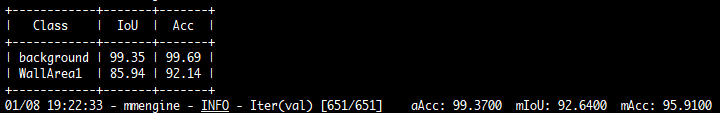 +------------+-------+-------+
|   Class    |  IoU  |  Acc  |
+------------+-------+-------+
| background | 99.35 | 99.69 |
| WallArea1  | 85.94 | 92.14 |
+------------+-------+-------+
01/08 19:22:33 - mmengine - INFO - Iter(val) [651/651]    aAcc: 99.3700  mIoU: 92.6400  mAcc: 95.9100